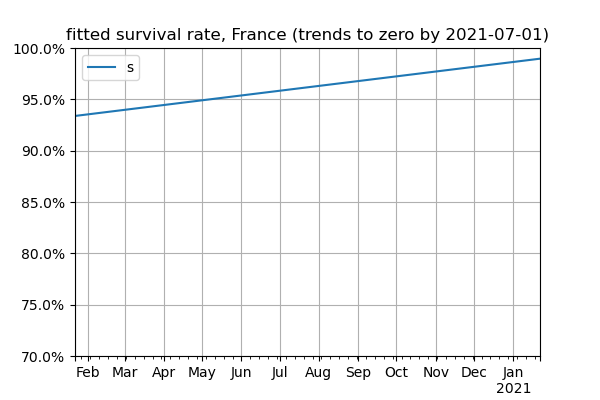 fitted survival rate, France (trends to zero by 2021-07-01)
100.0%
s
95.0%
90.0%
85.0%
80.0%
75.0%
70.0%
Feb Mar Apr May Jun Jul Aug Sep Oct Nov Dec Jan
2021